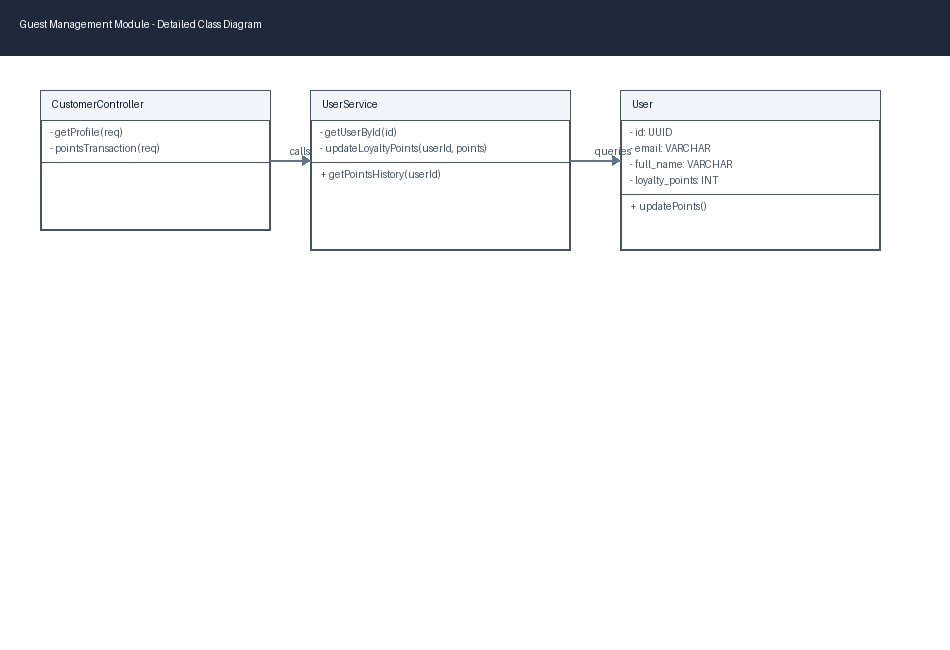 Guest Management Module - Detailed Class Diagram
CustomerController
- getProfile(req)
- pointsTransaction(req)
calls
UserService
- getUserById(id)
- updateLoyaltyPoints(userId, points)
+ getPointsHistory(userId)
queries
User
- id: UUID
- email: VARCHAR
- full_name: VARCHAR
- loyalty_points: INT
+ updatePoints()